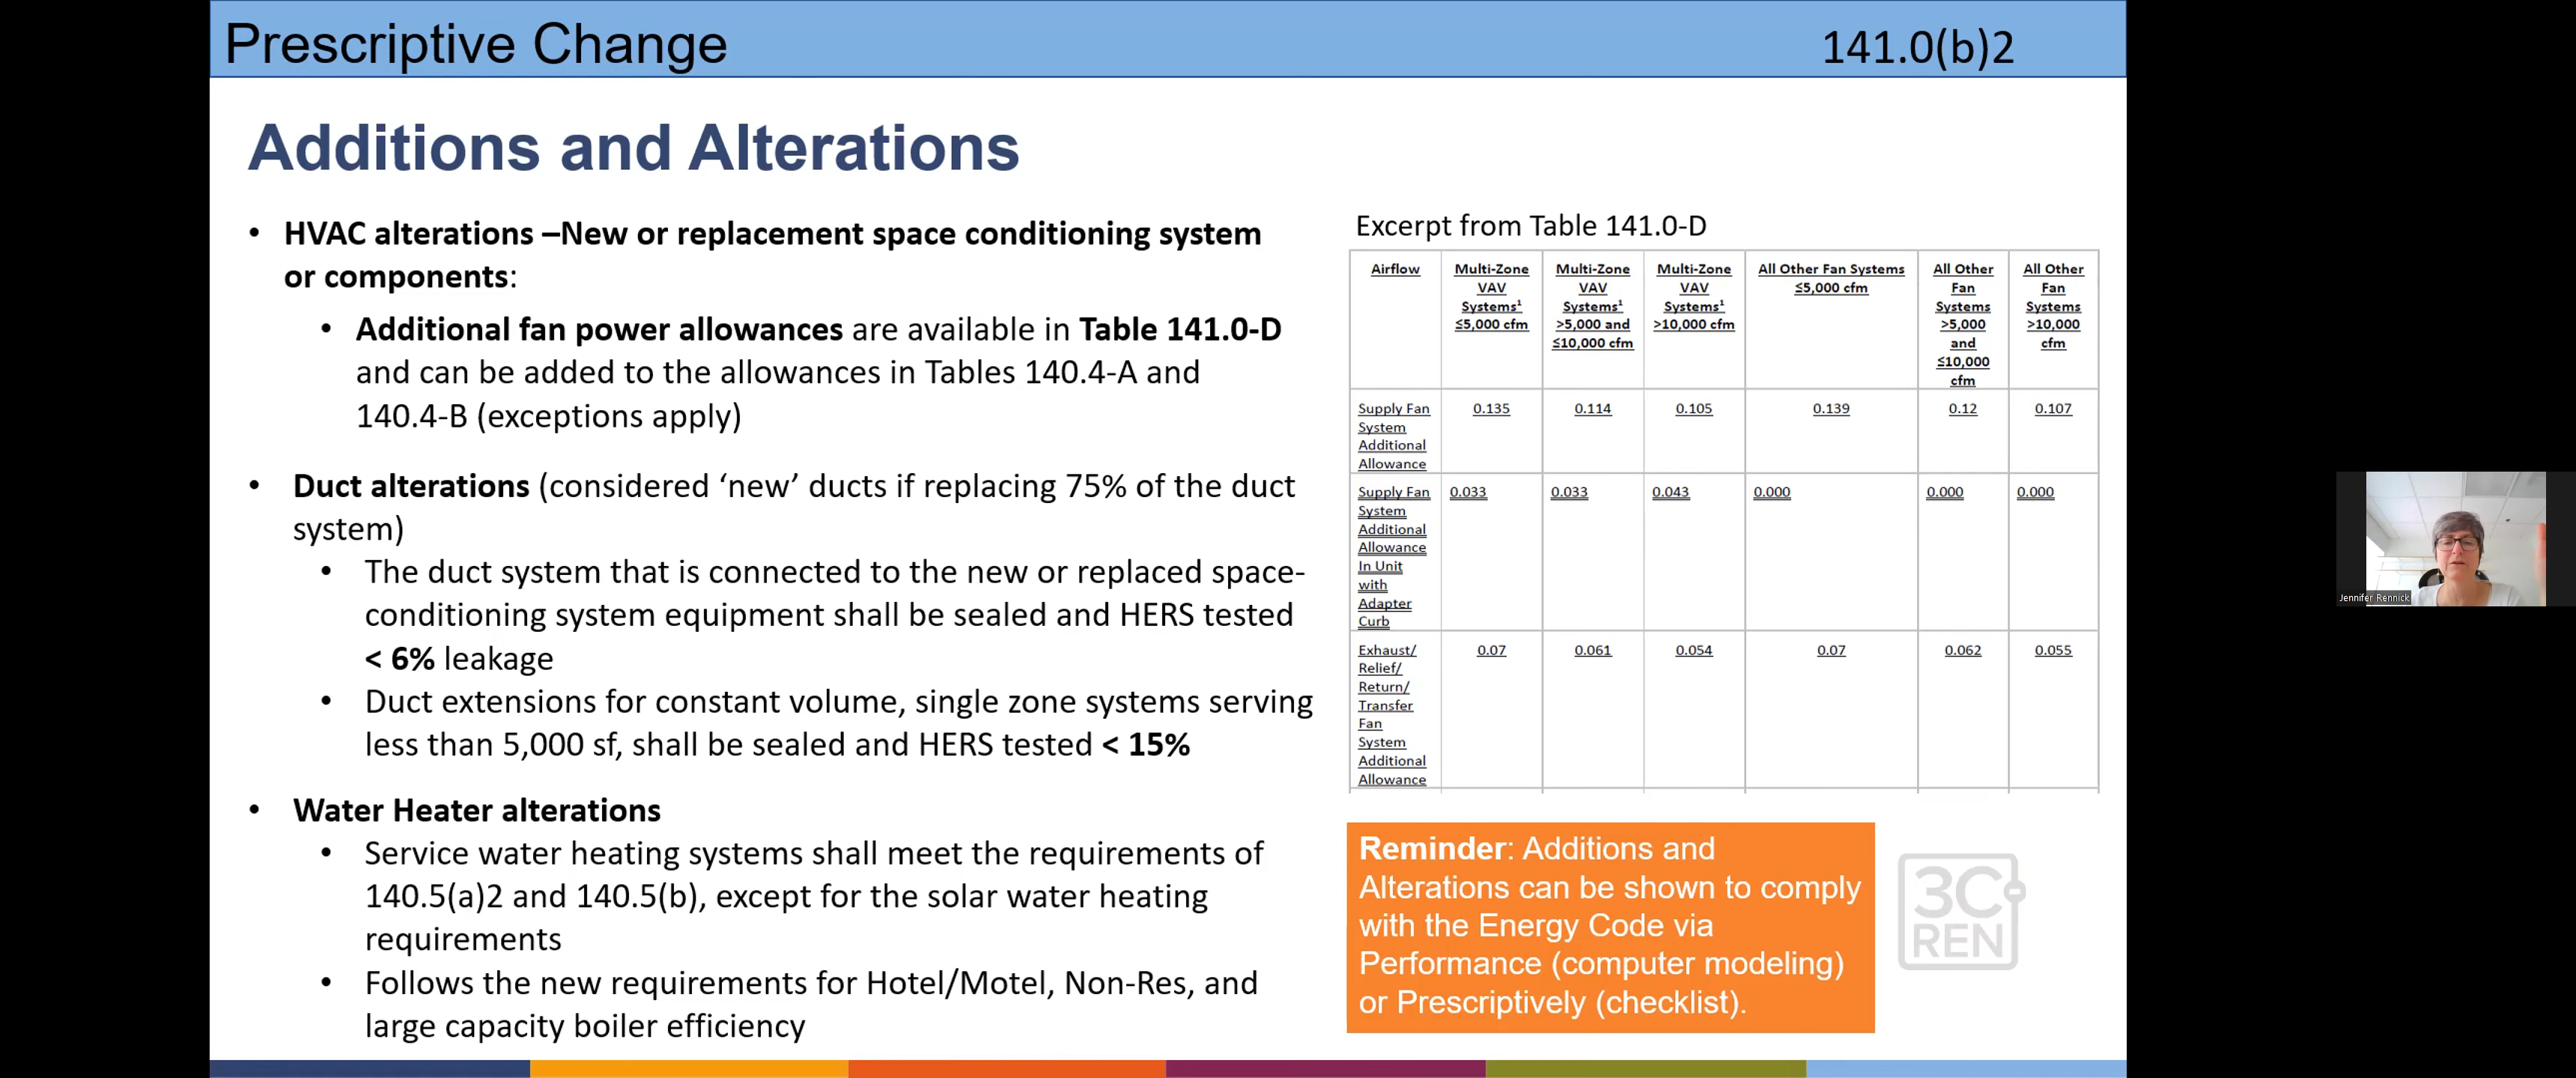 Prescriptive Change
141.0(b)2
Additions and Alterations
• HVAC alterations –New or replacement space conditioning system
or components:
• Additional fan power allowances are available in Table 141.0-D
and can be added to the allowances in Tables 140.4-A and
140.4-B (exceptions apply)
• Duct alterations (considered ‘new’ ducts if replacing 75% of the duct
system)
• The duct system that is connected to the new or replaced space-
conditioning system equipment shall be sealed and HERS tested
< 6% leakage
• Duct extensions for constant volume, single zone systems serving
less than 5,000 sf, shall be sealed and HERS tested < 15%
• Water Heater alterations
• Service water heating systems shall meet the requirements of
140.5(a)2 and 140.5(b), except for the solar water heating
requirements
• Follows the new requirements for Hotel/Motel, Non-Res, and
large capacity boiler efficiency
Excerpt from Table 141.0-D
Airflow
Multi-Zone
VAV
Systems¹
≤5,000 cfm
Multi-Zone
VAV
Systems¹
>5,000 and
≤10,000 cfm
Multi-Zone
VAV
Systems¹
>10,000 cfm
All Other Fan Systems
≤5,000 cfm
All Other
Fan
Systems
>5,000
and
≤10,000
cfm
All Other
Fan
Systems
>10,000
cfm
Supply Fan
System
Additional
Allowance
0.135
0.114
0.105
0.139
0.12
0.107
Supply Fan
System
Additional
Allowance
In Unit
with
Adapter
Curb
0.033
0.033
0.043
0.000
0.000
0.000
Exhaust/
Relief/
Return/
Transfer
Fan
System
Additional
Allowance
0.07
0.061
0.054
0.07
0.062
0.055
Reminder: Additions and
Alterations can be shown to comply
with the Energy Code via
Performance (computer modeling)
or Prescriptively (checklist).
3C
REN
Jennifer Rennick